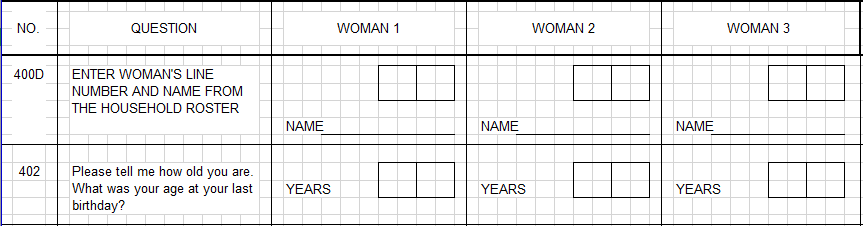 NO. QUESTION WOMAN 1 WOMAN 2 WOMAN 3
400D ENTER WOMAN'S LINE
NUMBER AND NAME FROM
THE HOUSEHOLD ROSTER
NAME NAME NAME
402 Please tell me how old you are.
What was your age at your last
birthday?
YEARS YEARS YEARS